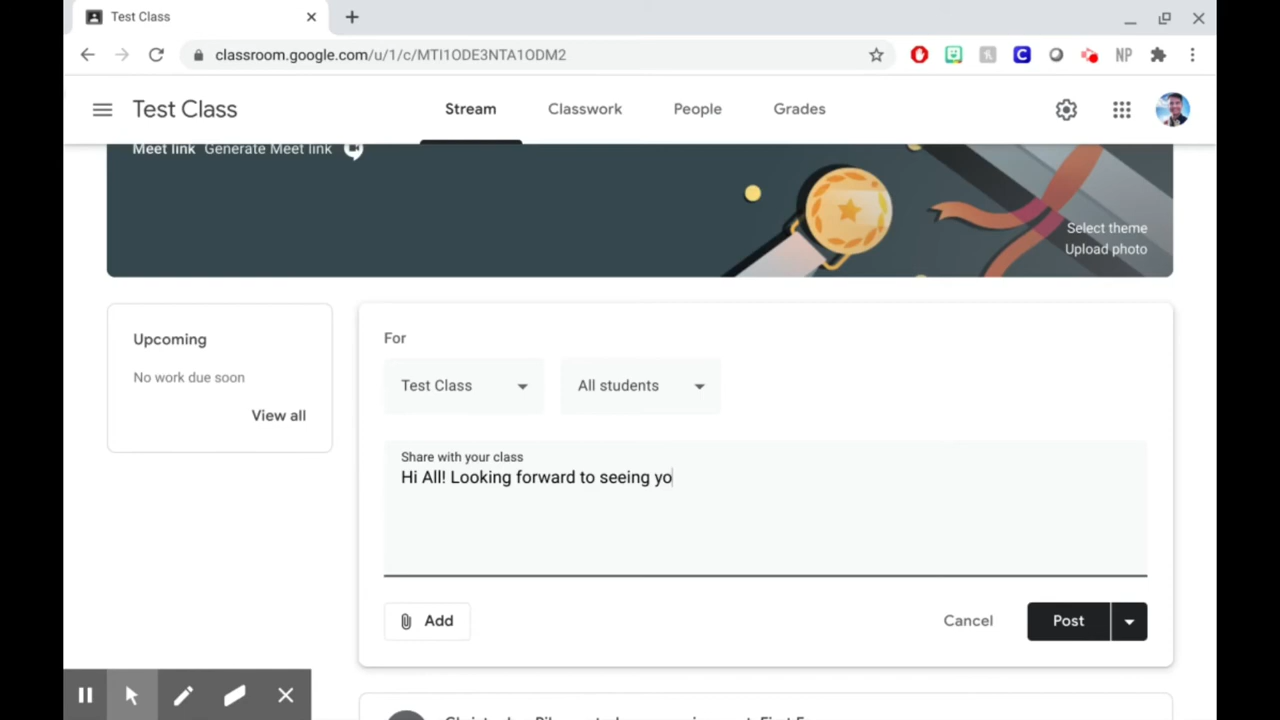 Test Class
classroom.google.com/u/1/c/MTI1ODE3NTA1ODM2
C
NP
Test Class
Stream
Classwork
People
Grades
Meet link Generate Meet link
Select theme
Upload photo
Upcoming
No work due soon
View all
For
Test Class
All students
Share with your class
Hi All! Looking forward to seeing yo
Add
Cancel
Post